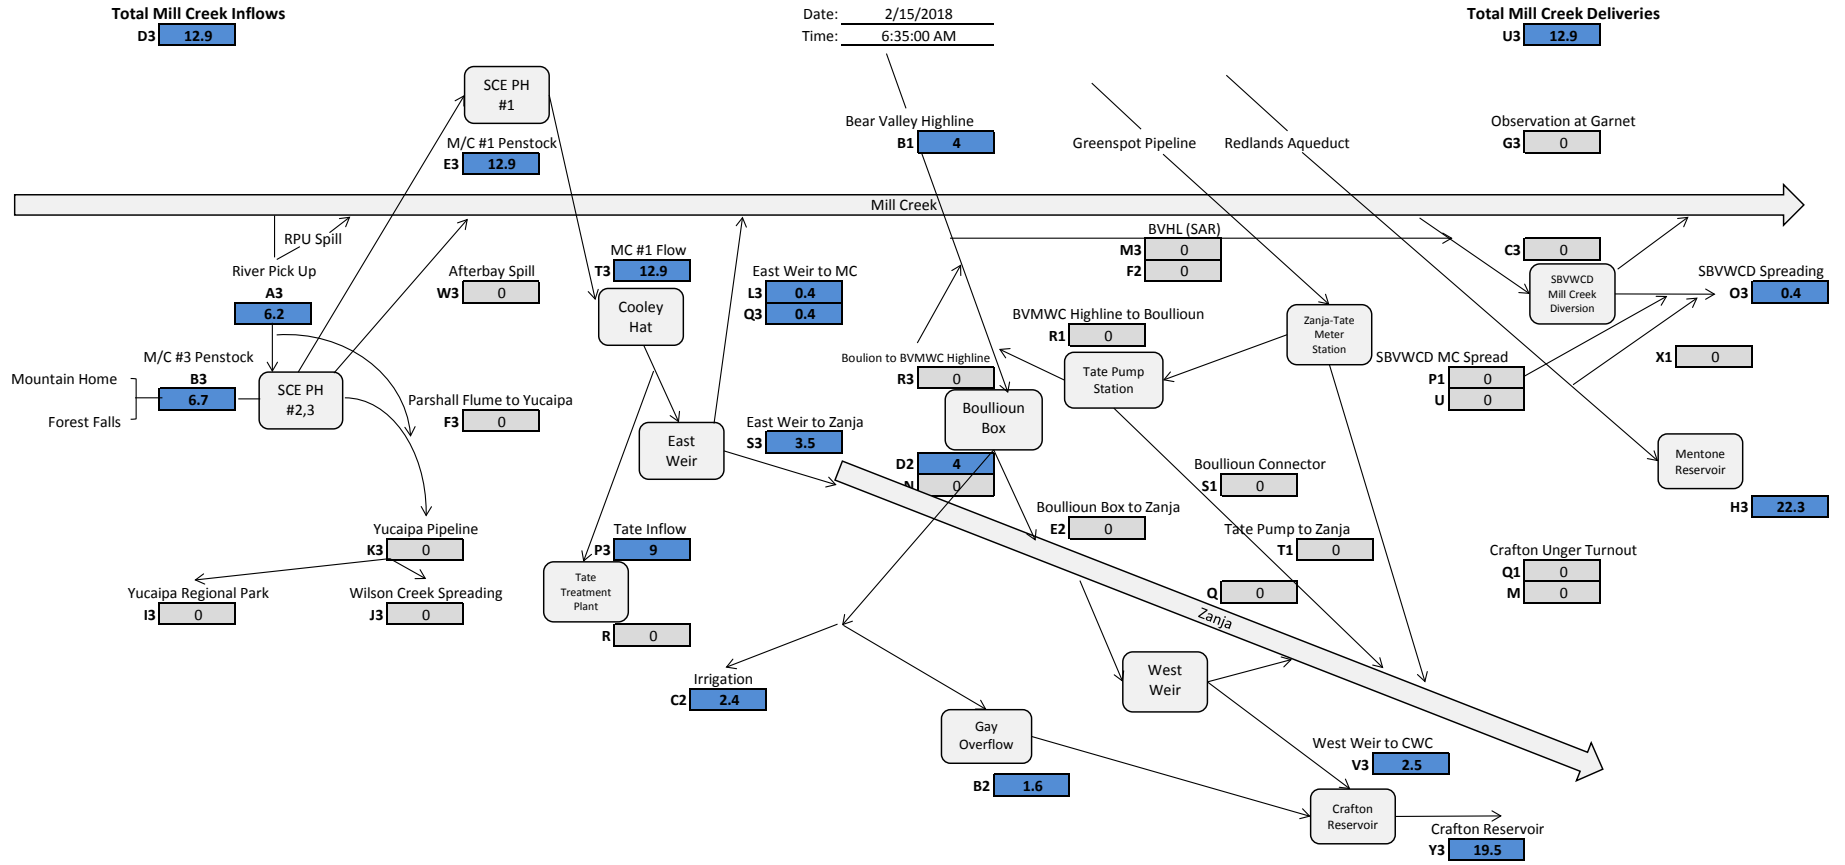 Total Mill Creek Inflows
D3 12.9
Date: 2/15/2018
Time: 6:35:00 AM
Total Mill Creek Deliveries
U3 12.9
SCE PH
#1
M/C #1 Penstock
E3 12.9
Bear Valley Highline
B1 4
Greenspot Pipeline
Redlands Aqueduct
Observation at Garnet
G3 0
Mill Creek
RPU Spill
River Pick Up
A3
6.2
Afterbay Spill
W3 0
MC #1 Flow
T3 12.9
Cooley
Hat
East Weir to MC
L3 0.4
Q3 0.4
BVHL (SAR)
M3 0
F2 0
C3 0
SBVWCD
Mill Creek
Diversion
SBVWCD Spreading
O3 0.4
BVMWC Highline to Boullioun
R1 0
Zanja-Tate
Meter
Station
Boulion to BVMWC Highline
R3 0
Tate Pump
Station
SBVWCD MC Spread
P1 0
U 0
X1 0
M/C #3 Penstock
B3 6.7
Mountain Home
Forest Falls
SCE PH
#2,3
Parshall Flume to Yucaipa
F3 0
East
Weir
East Weir to Zanja
S3 3.5
Boullioun
Box
D2 4
N 0
Boullioun Connector
S1 0
Mentone
Reservoir
H3 22.3
Boullioun Box to Zanja
E2 0
Tate Pump to Zanja
T1 0
Yucaipa Pipeline
K3 0
Tate Inflow
P3 9
Tate
Treatment
Plant
R 0
Crafton Unger Turnout
Q1 0
M 0
Yucaipa Regional Park
I3 0
Wilson Creek Spreading
J3 0
Q 0
Zanja
Irrigation
C2 2.4
West
Weir
Gay
Overflow
B2 1.6
West Weir to CWC
V3 2.5
Crafton
Reservoir
Crafton Reservoir
Y3 19.5